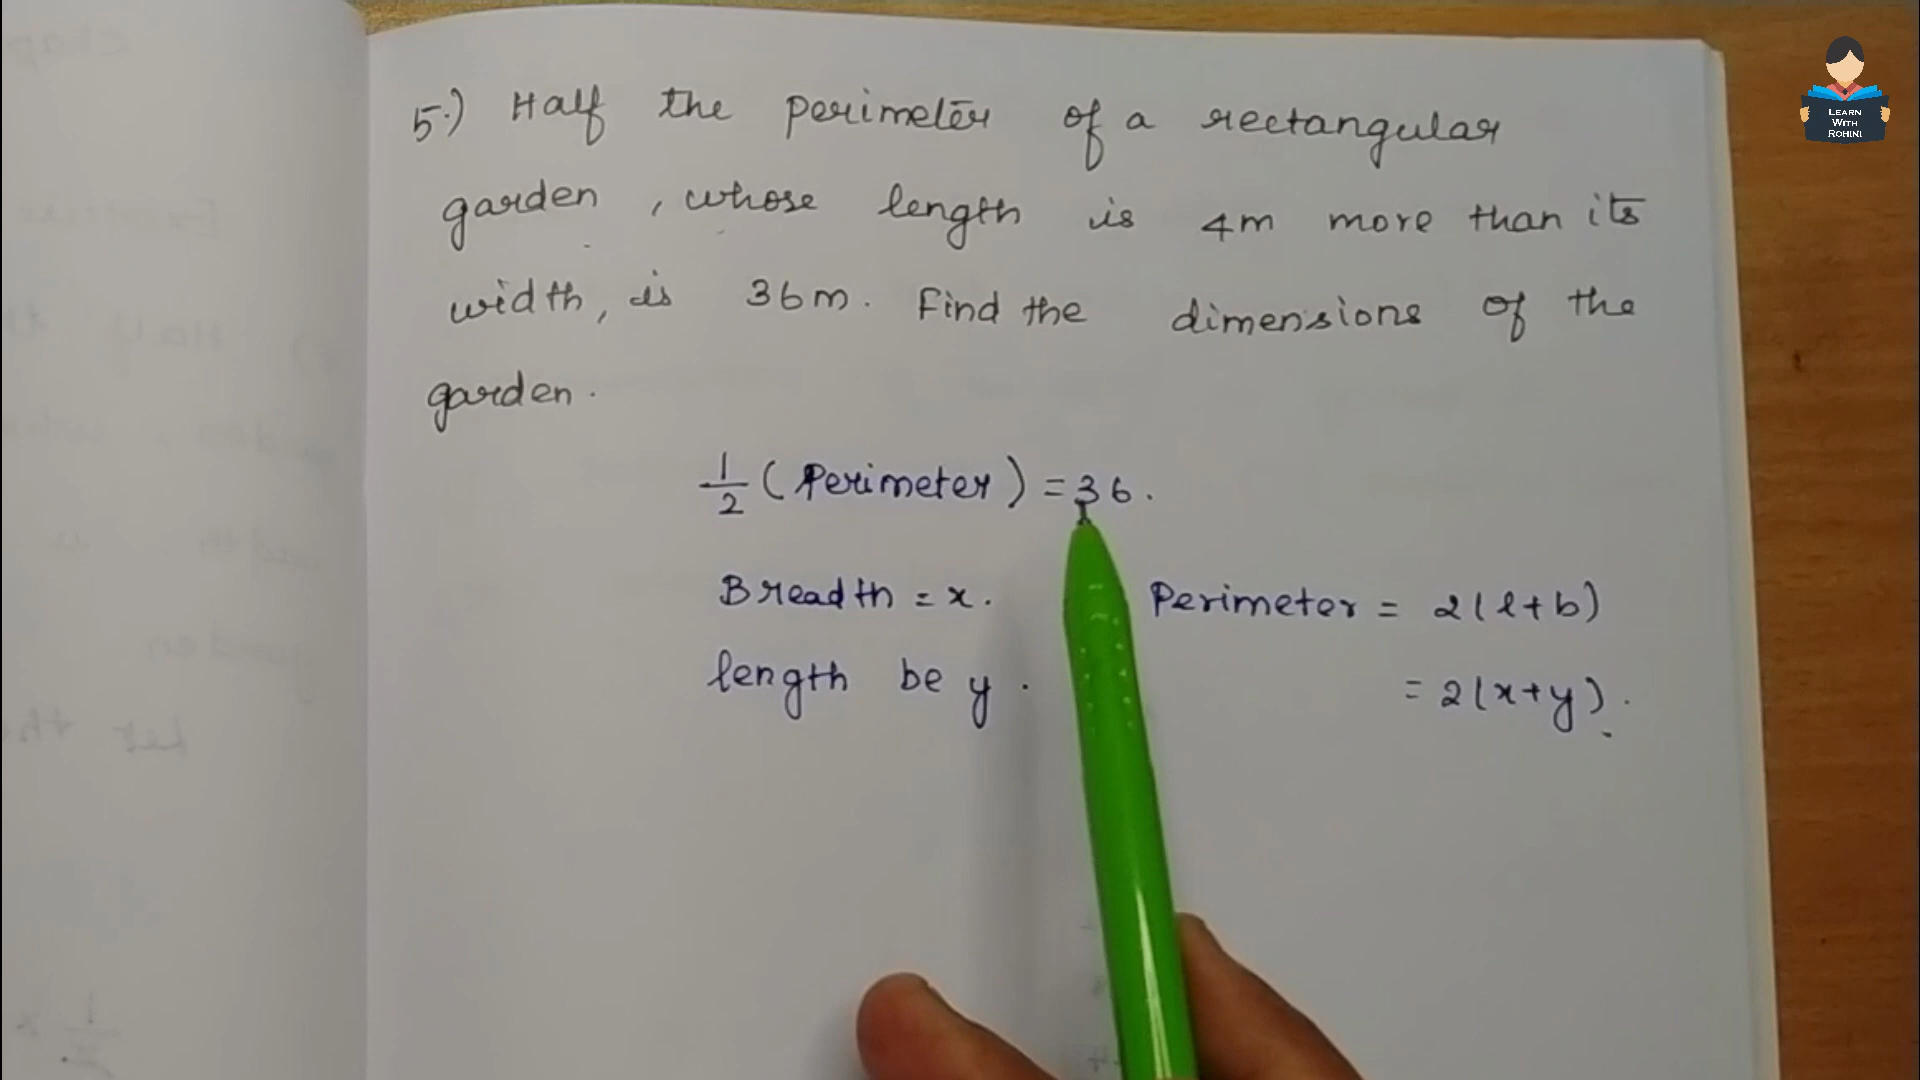 5.) Half the perimeter of a rectangular
garden, whose length is 4m more than its
width, is 36m. Find the dimensions of the
garden.
1/2 (Perimeter) = 36.
Breadth = x. Perimeter = 2(l+b)
length be y. = 2(x+y).
LEARN
WITH
ROHINI